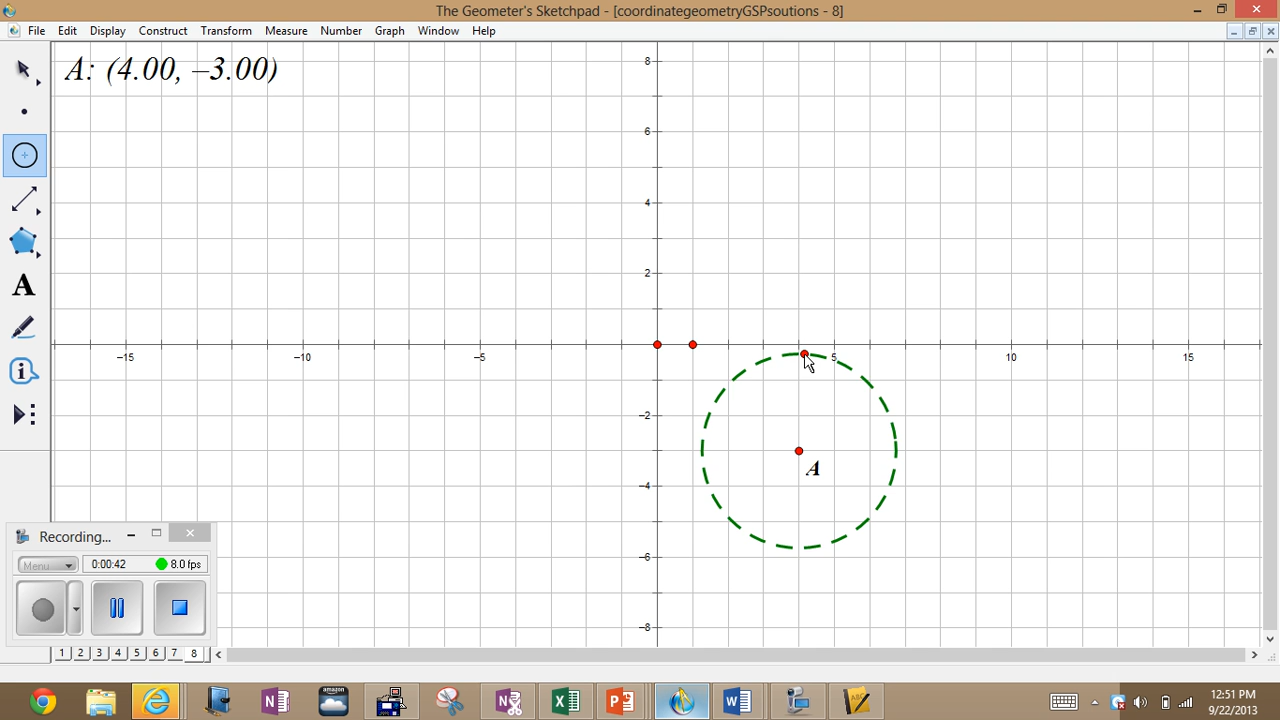 The Geometer's Sketchpad - [coordinategeometryGSPsoutions - 8]
File Edit Display Construct Transform Measure Number Graph Window Help
A: (4.00, –3.00)
8
6
4
2
–15 –10 –5 5 10 15
–2
A
–4
–6
–8
Recording...
Menu 0:00:42 8.0 fps
1 2 3 4 5 6 7 8
amazon
ABC
12:51 PM
9/22/2013